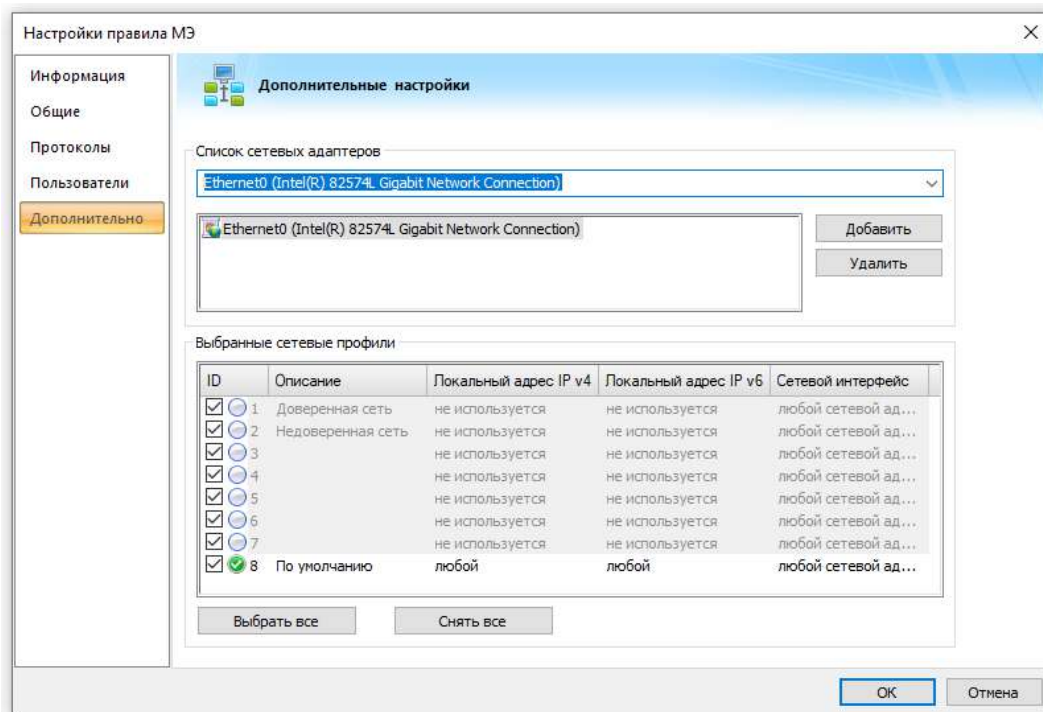 Настройки правила МЭ
Информация
Общие
Протоколы
Пользователи
Дополнительно
Дополнительные настройки
Список сетевых адаптеров
Ethernet0 (Intel(R) 82574L Gigabit Network Connection)
Ethernet0 (Intel(R) 82574L Gigabit Network Connection)
Добавить
Удалить
Выбранные сетевые профили
ID Описание Локальный адрес IP v4 Локальный адрес IP v6 Сетевой интерфейс
1 Доверенная сеть не используется не используется любой сетевой ад...
2 Недоверенная сеть не используется не используется любой сетевой ад...
3 не используется не используется любой сетевой ад...
4 не используется не используется любой сетевой ад...
5 не используется не используется любой сетевой ад...
6 не используется не используется любой сетевой ад...
7 не используется не используется любой сетевой ад...
8 По умолчанию любой любой любой сетевой ад...
Выбрать все Снять все
OK Отмена